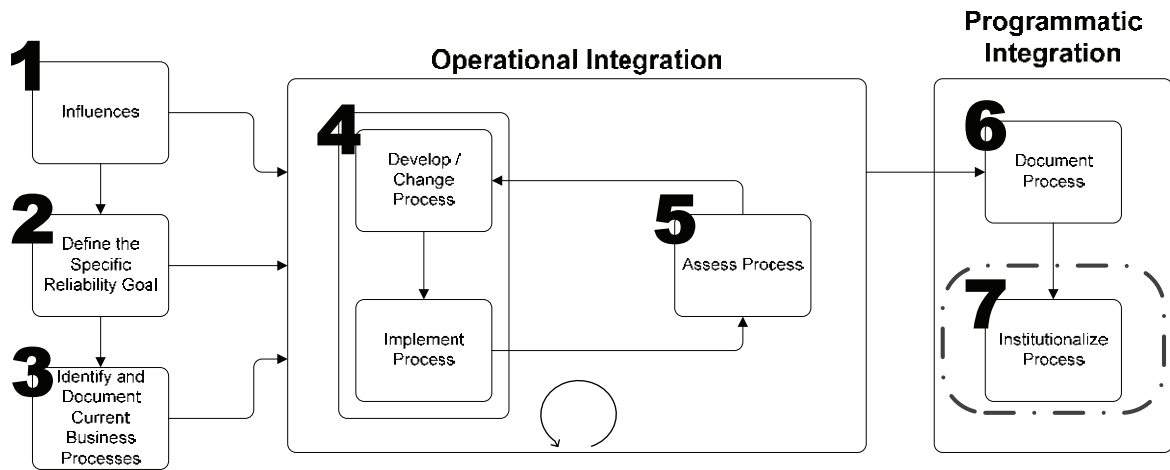 Programmatic
Integration
Operational Integration
1
Influences
2
Define the
Specific
Reliability Goal
3
Identify and
Document
Current
Business
Processes
4
Develop /
Change
Process
Implement
Process
5
Assess Process
6
Document
Process
7
Institutionalize
Process